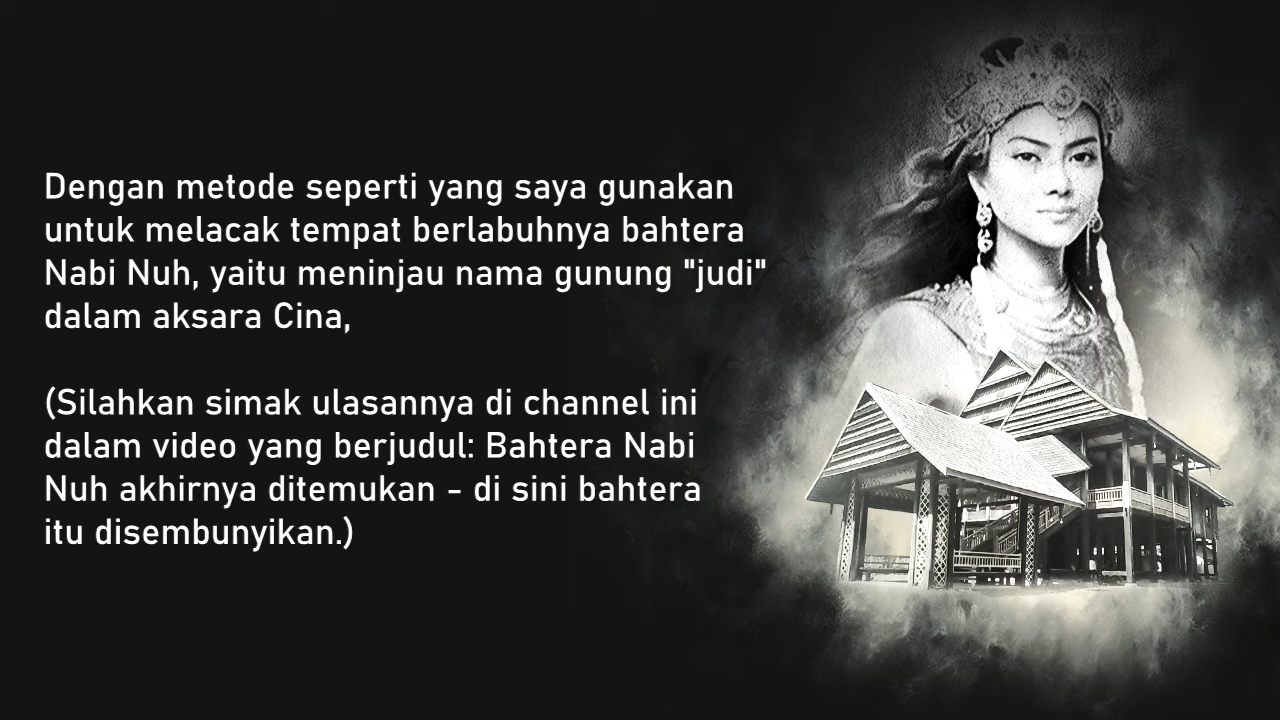 Dengan metode seperti yang saya gunakan
untuk melacak tempat berlabuhnya bahtera
Nabi Nuh, yaitu meninjau nama gunung "judi"
dalam aksara Cina,
(Silahkan simak ulasannya di channel ini
dalam video yang berjudul: Bahtera Nabi
Nuh akhirnya ditemukan - di sini bahtera
itu disembunyikan.)